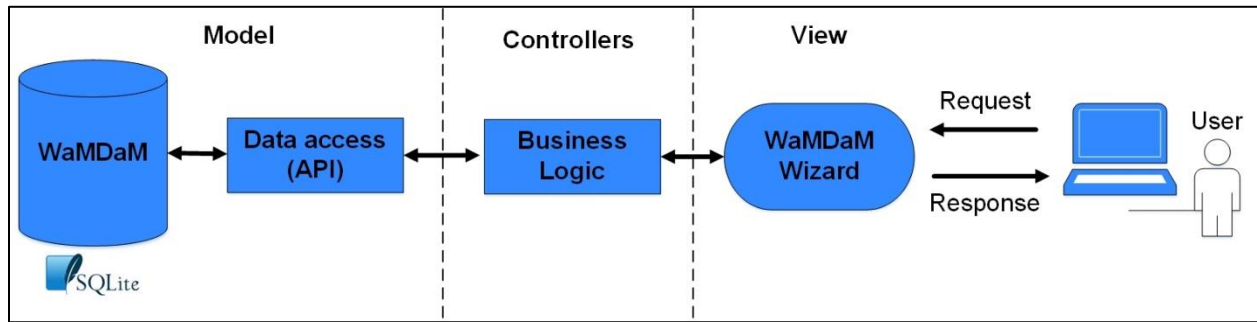 Model
Controllers
View
WaMDaM
Data access
(API)
Business
Logic
WaMDaM
Wizard
Request
Response
User
SQLite